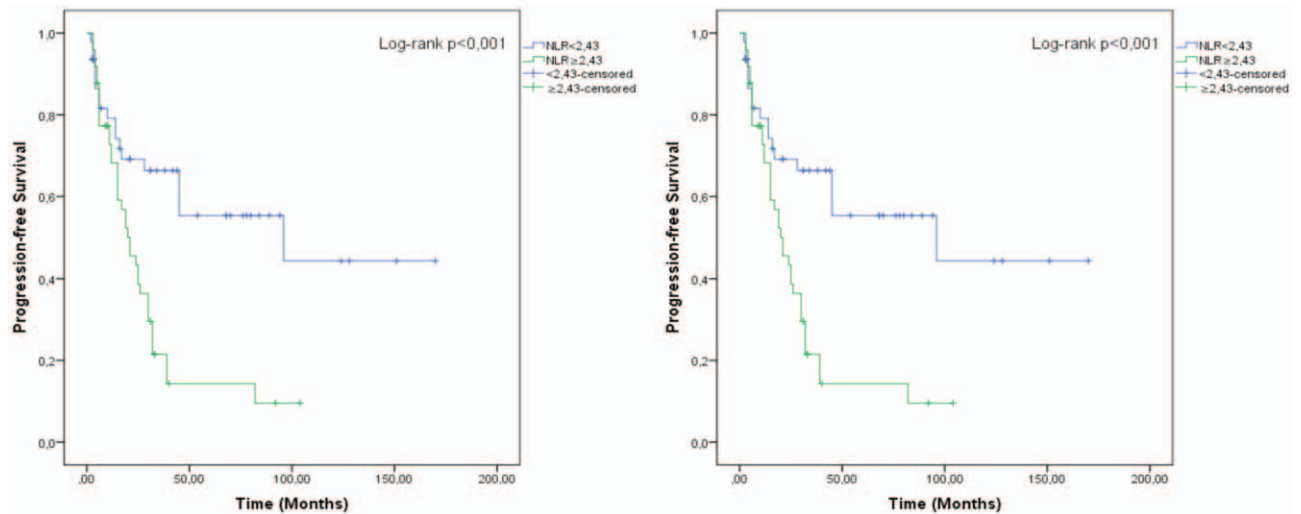 Log-rank p<0,001
NLR<2,43
NLR≥2,43
<2,43-censored
≥2,43-censored
Progression-free Survival
1,0
0,8
0,6
0,4
0,2
0,0
,00
50,00
100,00
150,00
200,00
Time (Months)
Log-rank p<0,001
NLR<2,43
NLR≥2,43
<2,43-censored
≥2,43-censored
Progression-free Survival
1,0
0,8
0,6
0,4
0,2
0,0
,00
50,00
100,00
150,00
200,00
Time (Months)